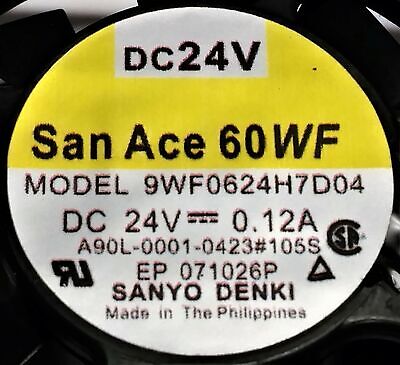 DC24V
San Ace 60WF
MODEL 9WF0624H7D04
DC 24V⎓ 0.12A
A90L-0001-0423#105S
EP 071026P
SANYO DENKI
Made in The Philippines